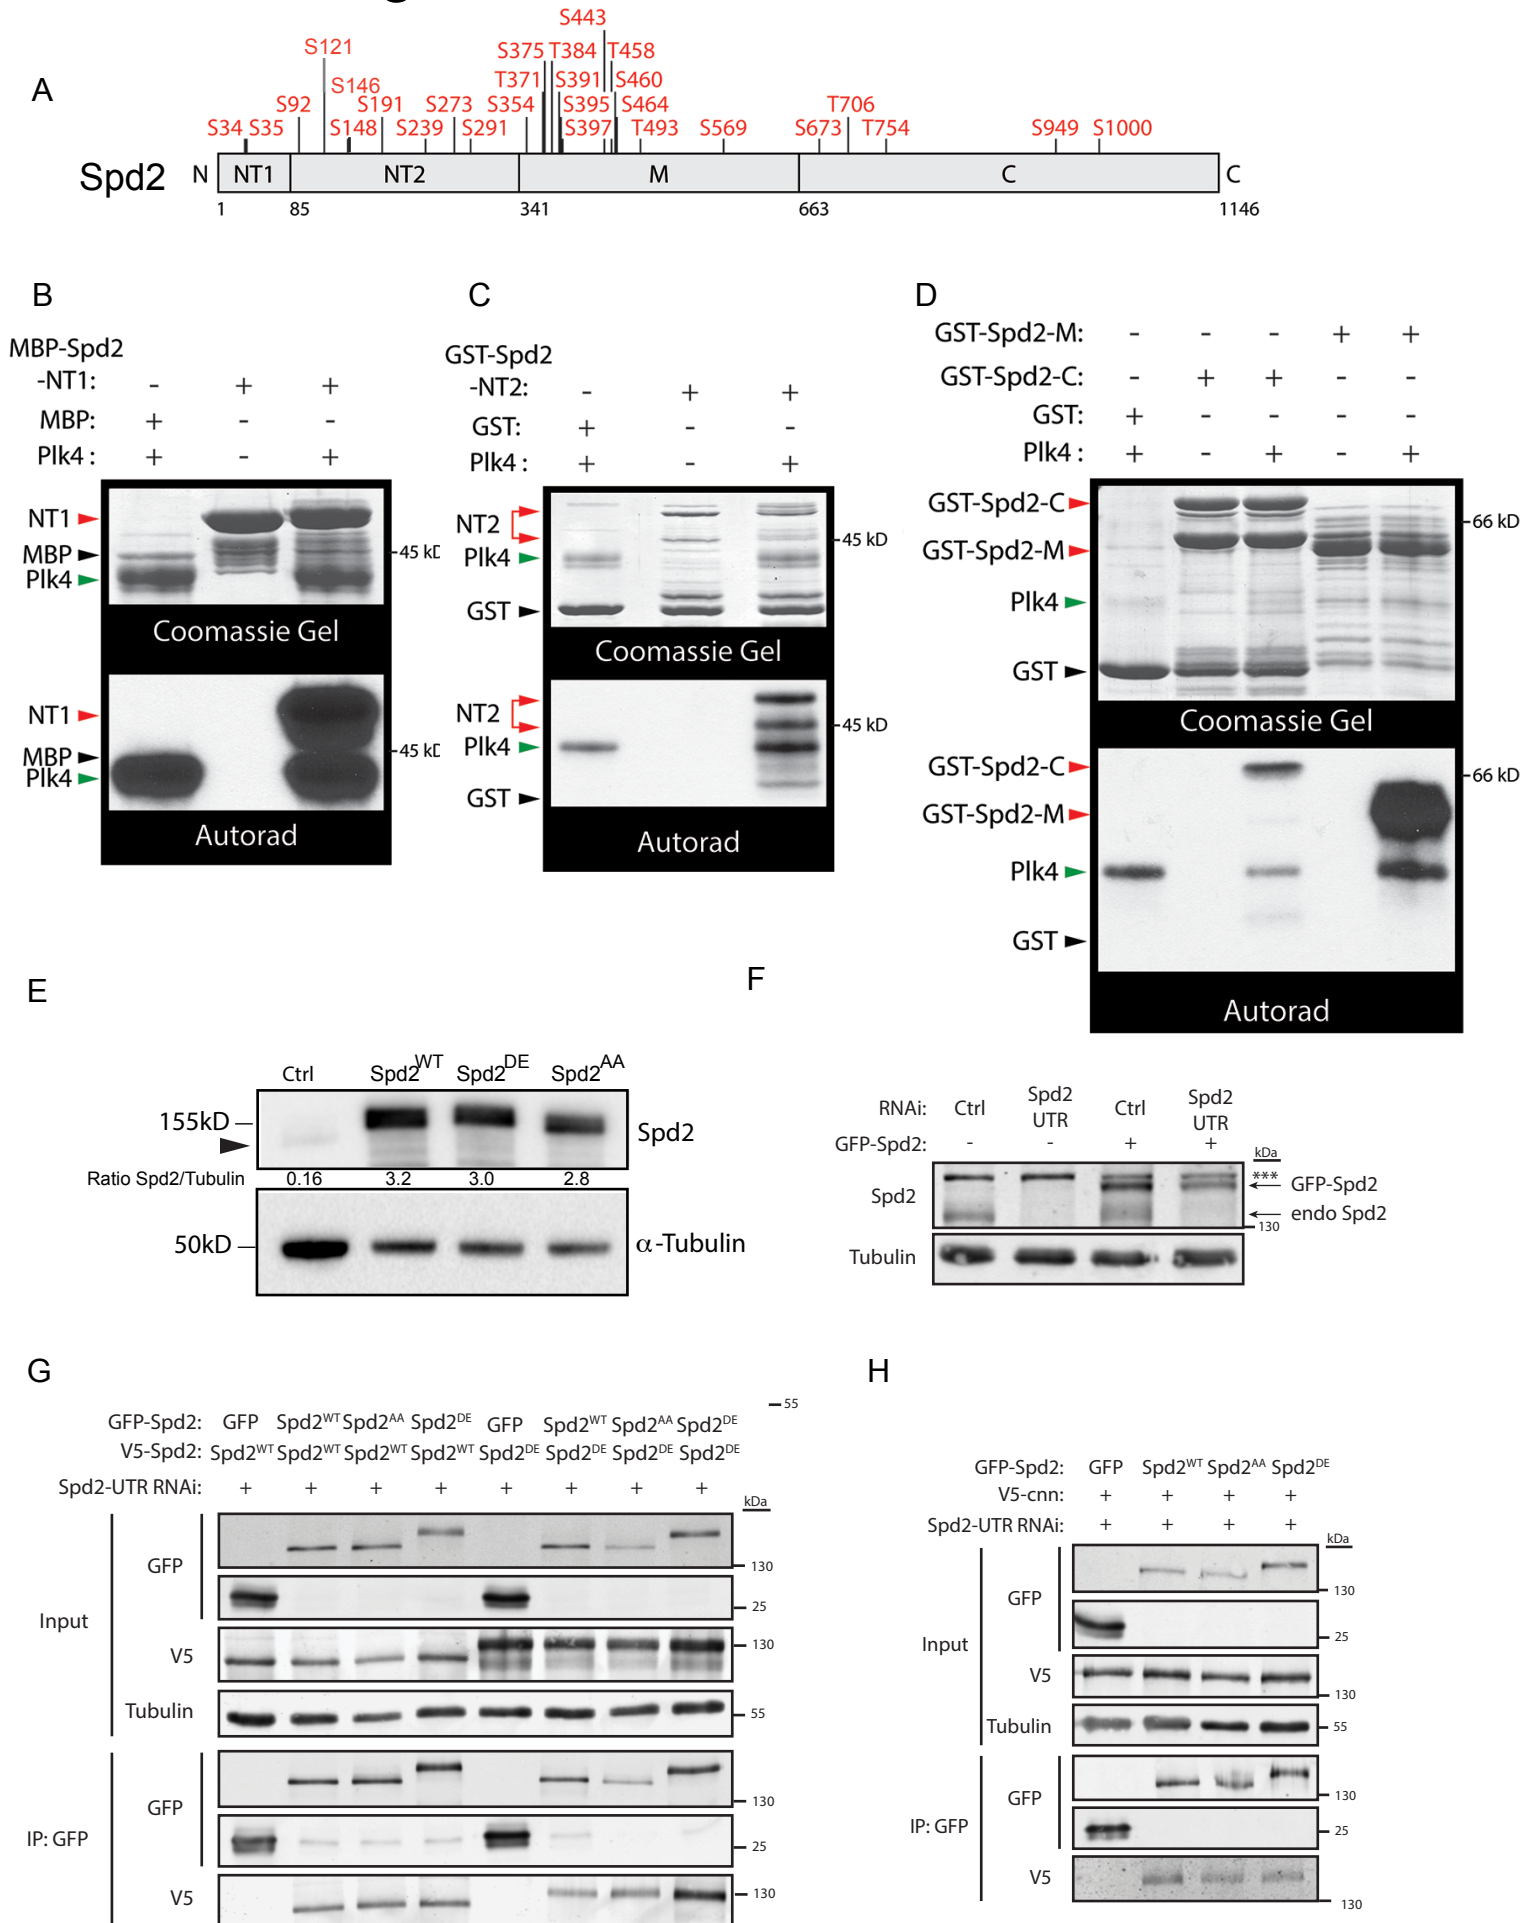 A
S443
S121
S375 T384 T458
S146
T371 S391 S460
S92 S191 S273 S354 S395 S464 T706
S34 S35 S148 S239 S291 S397 T493 S569 S673 T754 S949 S1000
Spd2 N NT1 NT2 M C C
1 85 341 663 1146
B
MBP-Spd2
-NT1: - + +
MBP: + - -
Plk4 : + - +
NT1
MBP
Plk4
45 kD
Coomassie Gel
NT1
MBP
Plk4
45 kD
Autorad
C
GST-Spd2
-NT2: - + +
GST: + - -
Plk4 : + - +
NT2
Plk4
GST
45 kD
Coomassie Gel
NT2
Plk4
GST
45 kD
Autorad
D
GST-Spd2-M: - - - + +
GST-Spd2-C: - + + - -
GST: + - - - -
Plk4 : + - + - +
GST-Spd2-C
GST-Spd2-M
Plk4
GST
66 kD
Coomassie Gel
GST-Spd2-C
GST-Spd2-M
Plk4
GST
66 kD
Autorad
E
Ctrl Spd2WT Spd2DE Spd2AA
155kD Spd2
Ratio Spd2/Tubulin 0.16 3.2 3.0 2.8
50kD α-Tubulin
F
RNAi: Ctrl Spd2 UTR Ctrl Spd2 UTR
GFP-Spd2: - - + +
kDa
Spd2
***
GFP-Spd2
endo Spd2
130
Tubulin
G
55
GFP-Spd2: GFP Spd2WT Spd2AA Spd2DE GFP Spd2WT Spd2AA Spd2DE
V5-Spd2: Spd2WT Spd2WT Spd2WT Spd2WT Spd2DE Spd2DE Spd2DE Spd2DE
Spd2-UTR RNAi: + + + + + + + +
kDa
Input
GFP
130
25
V5
130
Tubulin
55
IP: GFP
GFP
130
25
V5
130
H
GFP-Spd2: GFP Spd2WT Spd2AA Spd2DE
V5-cnn: + + + +
Spd2-UTR RNAi: + + + +
kDa
Input
GFP
130
25
V5
130
Tubulin
55
IP: GFP
GFP
130
25
V5
130